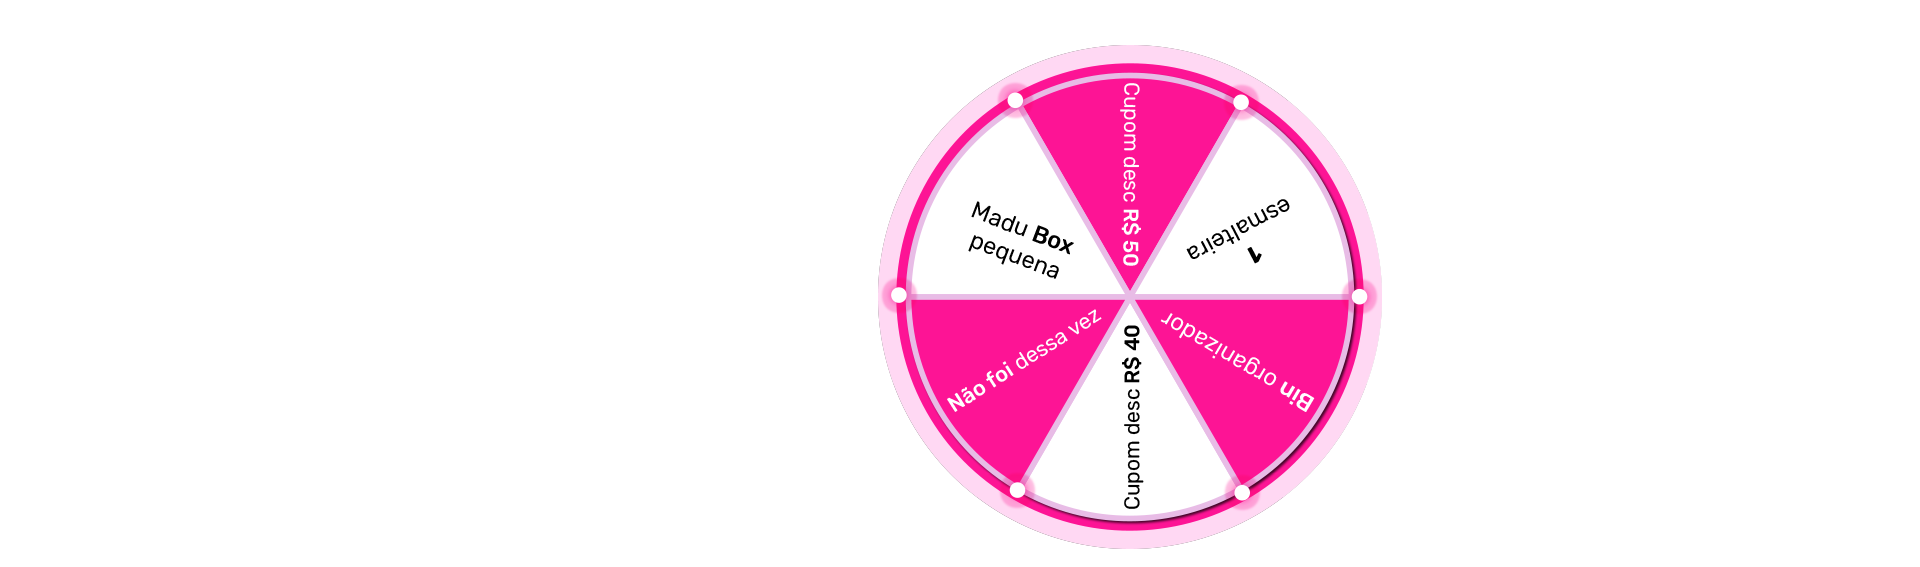 Cupom desc R$ 50
1
esmalteira
Bin organizador
Cupom desc R$ 40
Não foi dessa vez
Madu Box
pequena